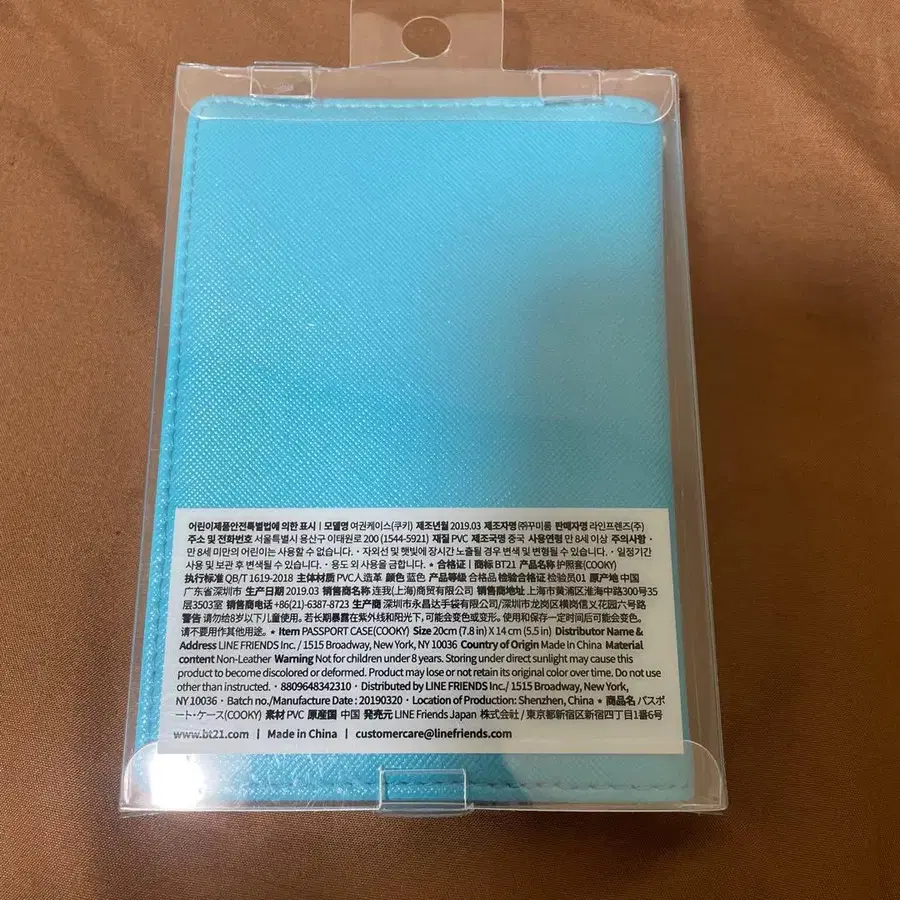 어린이제품안전특별법에 의한 표시 | 모델명 여권케이스(쿠키) 제조년월 2019.03 제조자명 ㈜꾸미룸 판매자명 라인프렌즈(주)
주소 및 전화번호 서울특별시 용산구 이태원로 200 (1544-5921) 재질 PVC 제조국명 중국 사용연령 만 8세 이상 주의사항 ·
만 8세 미만의 어린이는 사용할 수 없습니다. · 자외선 및 햇빛에 장시간 노출될 경우 변색 및 변형될 수 있습니다. · 일정기간
사용 및 보관 후 변색될 수 있습니다. · 용도 외 사용을 금합니다. * 合格证 | 商标 BT21 产品名称 护照套(COOKY)
执行标准 QB/T 1619-2018 主体材质 PVC人造革 颜色 蓝色 产品等级 合格品 检验合格证 检验员01 原产地 中国
广东省深圳市 生产日期 2019.03 销售商名称 连我(上海)商贸有限公司 销售商地址 上海市黄浦区淮海中路300号35
层3503室 销售商电话 +86(21)-6387-8723 生产商 深圳市永昌达手袋有限公司/深圳市龙岗区横岗信义花园六号路
警告 请勿给8岁以下儿童使用。若长期暴露在紫外线和阳光下，可能会变色或变形。使用和保存一定时间后可能会变色。
请不要用作其他用途。 * Item PASSPORT CASE(COOKY) Size 20cm (7.8 in) X 14 cm (5.5 in) Distributor Name &
Address LINE FRIENDS Inc. / 1515 Broadway, New York, NY 10036 Country of Origin Made in China Material
content Non-Leather Warning Not for children under 8 years. Storing under direct sunlight may cause this
product to become discolored or deformed. Product may lose or not retain its original color over time. Do not use
other than instructed. · 8809648342310 · Distributed by LINE FRIENDS Inc./ 1515 Broadway, New York,
NY 10036 · Batch no./Manufacture Date : 20190320 · Location of Production: Shenzhen, China * 商品名 パスポ
ート・ケース(COOKY) 素材 PVC 原産国 中国 発売元 LINE Friends Japan 株式会社 / 東京都新宿区新宿四丁目1番6号
www.bt21.com | Made in China | customercare@linefriends.com